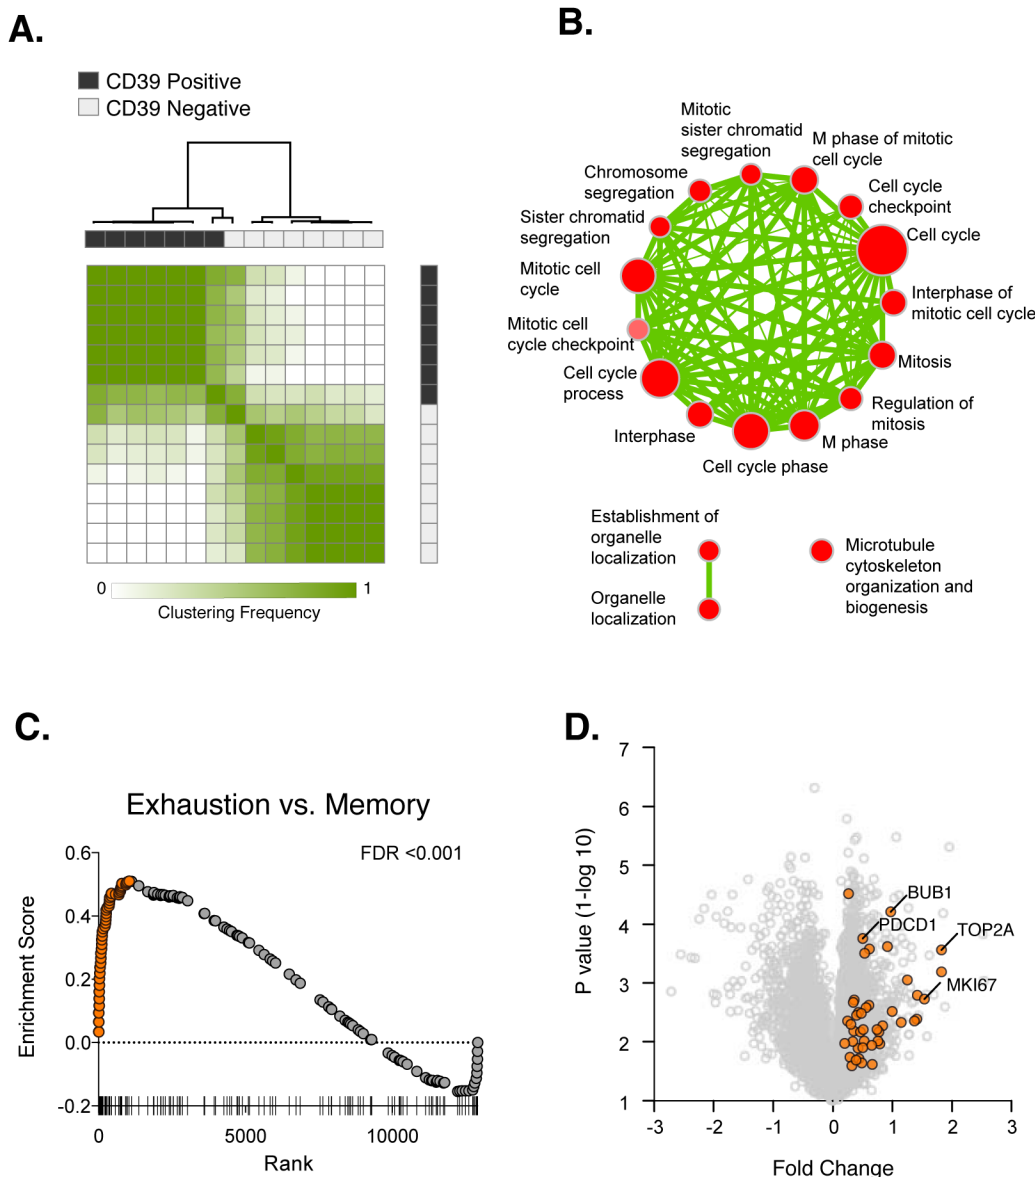 A.
CD39 Positive
CD39 Negative
0
1
Clustering Frequency
B.
Mitotic
sister chromatid
segregation
M phase of mitotic
cell cycle
Chromosome
segregation
Cell cycle
checkpoint
Sister chromatid
segregation
Cell cycle
Mitotic cell
cycle
Interphase of
mitotic cell cycle
Mitotic cell
cycle checkpoint
Mitosis
Cell cycle
process
Regulation of
mitosis
Interphase
M phase
Cell cycle phase
Establishment of
organelle
localization
Organelle
localization
Microtubule
cytoskeleton
organization and
biogenesis
C.
Exhaustion vs. Memory
FDR <0.001
Enrichment Score
0.6
0.4
0.2
0.0
-0.2
0
5000
10000
Rank
D.
P value (1-log 10)
7
6
5
4
3
2
1
BUB1
PDCD1
TOP2A
MKI67
-3
-2
-1
0
1
2
3
Fold Change